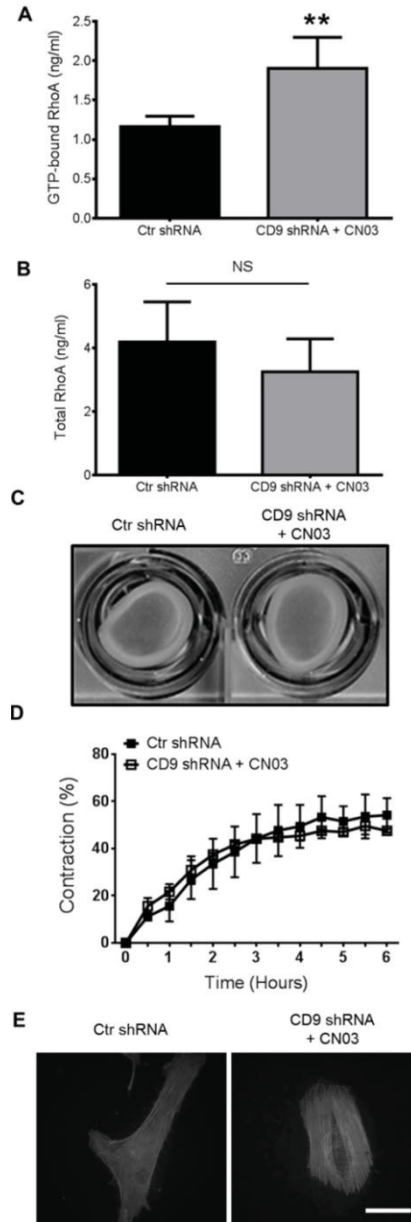 A
**
GTP-bound RhoA (ng/ml)
2.5
2.0
1.5
1.0
0.5
0.0
Ctr shRNA
CD9 shRNA + CN03
B
NS
Total RhoA (ng/ml)
6
4
2
0
Ctr shRNA
CD9 shRNA + CN03
C
Ctr shRNA
CD9 shRNA
+ CN03
D
Ctr shRNA
CD9 shRNA + CN03
Contraction (%)
80
60
40
20
0
0 1 2 3 4 5 6
Time (Hours)
E
Ctr shRNA
CD9 shRNA
+ CN03